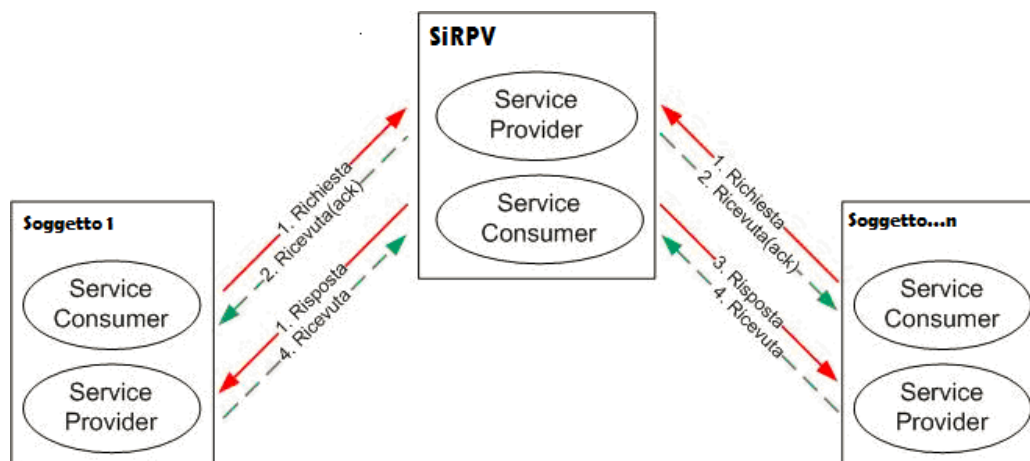 SiRPV
Service
Provider
Service
Consumer
Soggetto 1
Service
Consumer
Service
Provider
1. Richiesta
2. Ricevuta(ack)
1. Risposta
4. Ricevuta
1. Richiesta
2. Ricevuta(ack)
3. Risposta
4. Ricevuta
Soggetto...n
Service
Consumer
Service
Provider